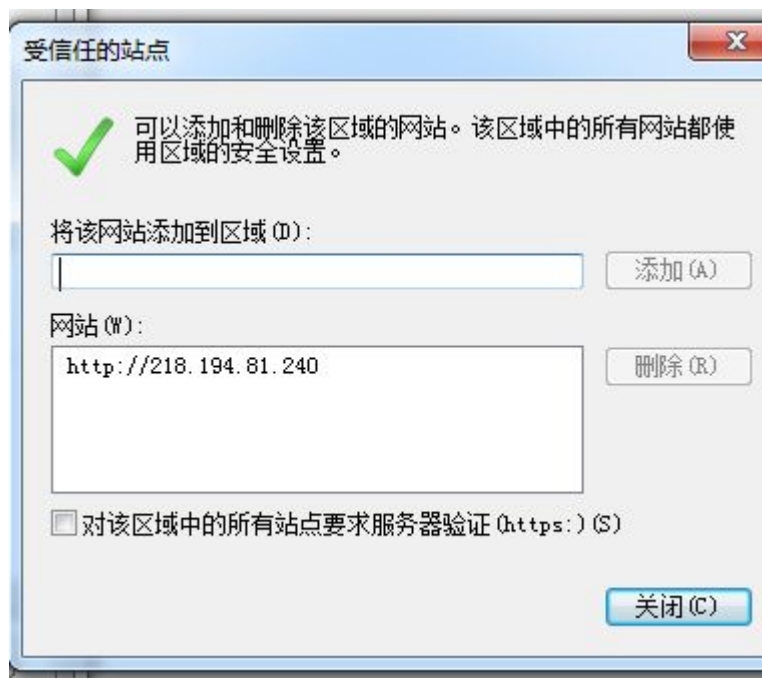 受信任的站点
可以添加和删除该区域的网站。该区域中的所有网站都使
用区域的安全设置。
将该网站添加到区域(D):
添加(A)
网站(W):
http://218.194.81.240
删除(R)
对该区域中的所有站点要求服务器验证(https:)(S)
关闭(C)